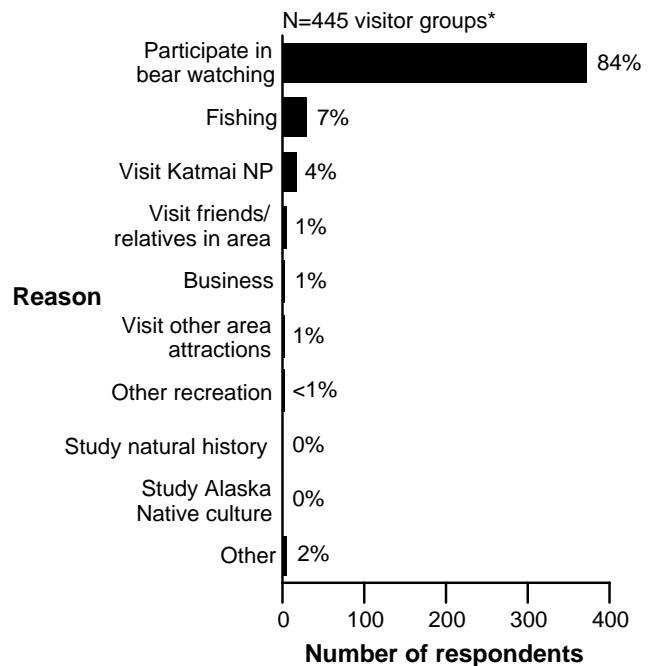 N=445 visitor groups*
Participate in
bear watching
84%
Fishing
7%
Visit Katmai NP
4%
Visit friends/
relatives in area
1%
Reason
Business
1%
Visit other area
attractions
1%
Other recreation
<1%
Study natural history
0%
Study Alaska
Native culture
0%
Other
2%
0 100 200 300 400
Number of respondents